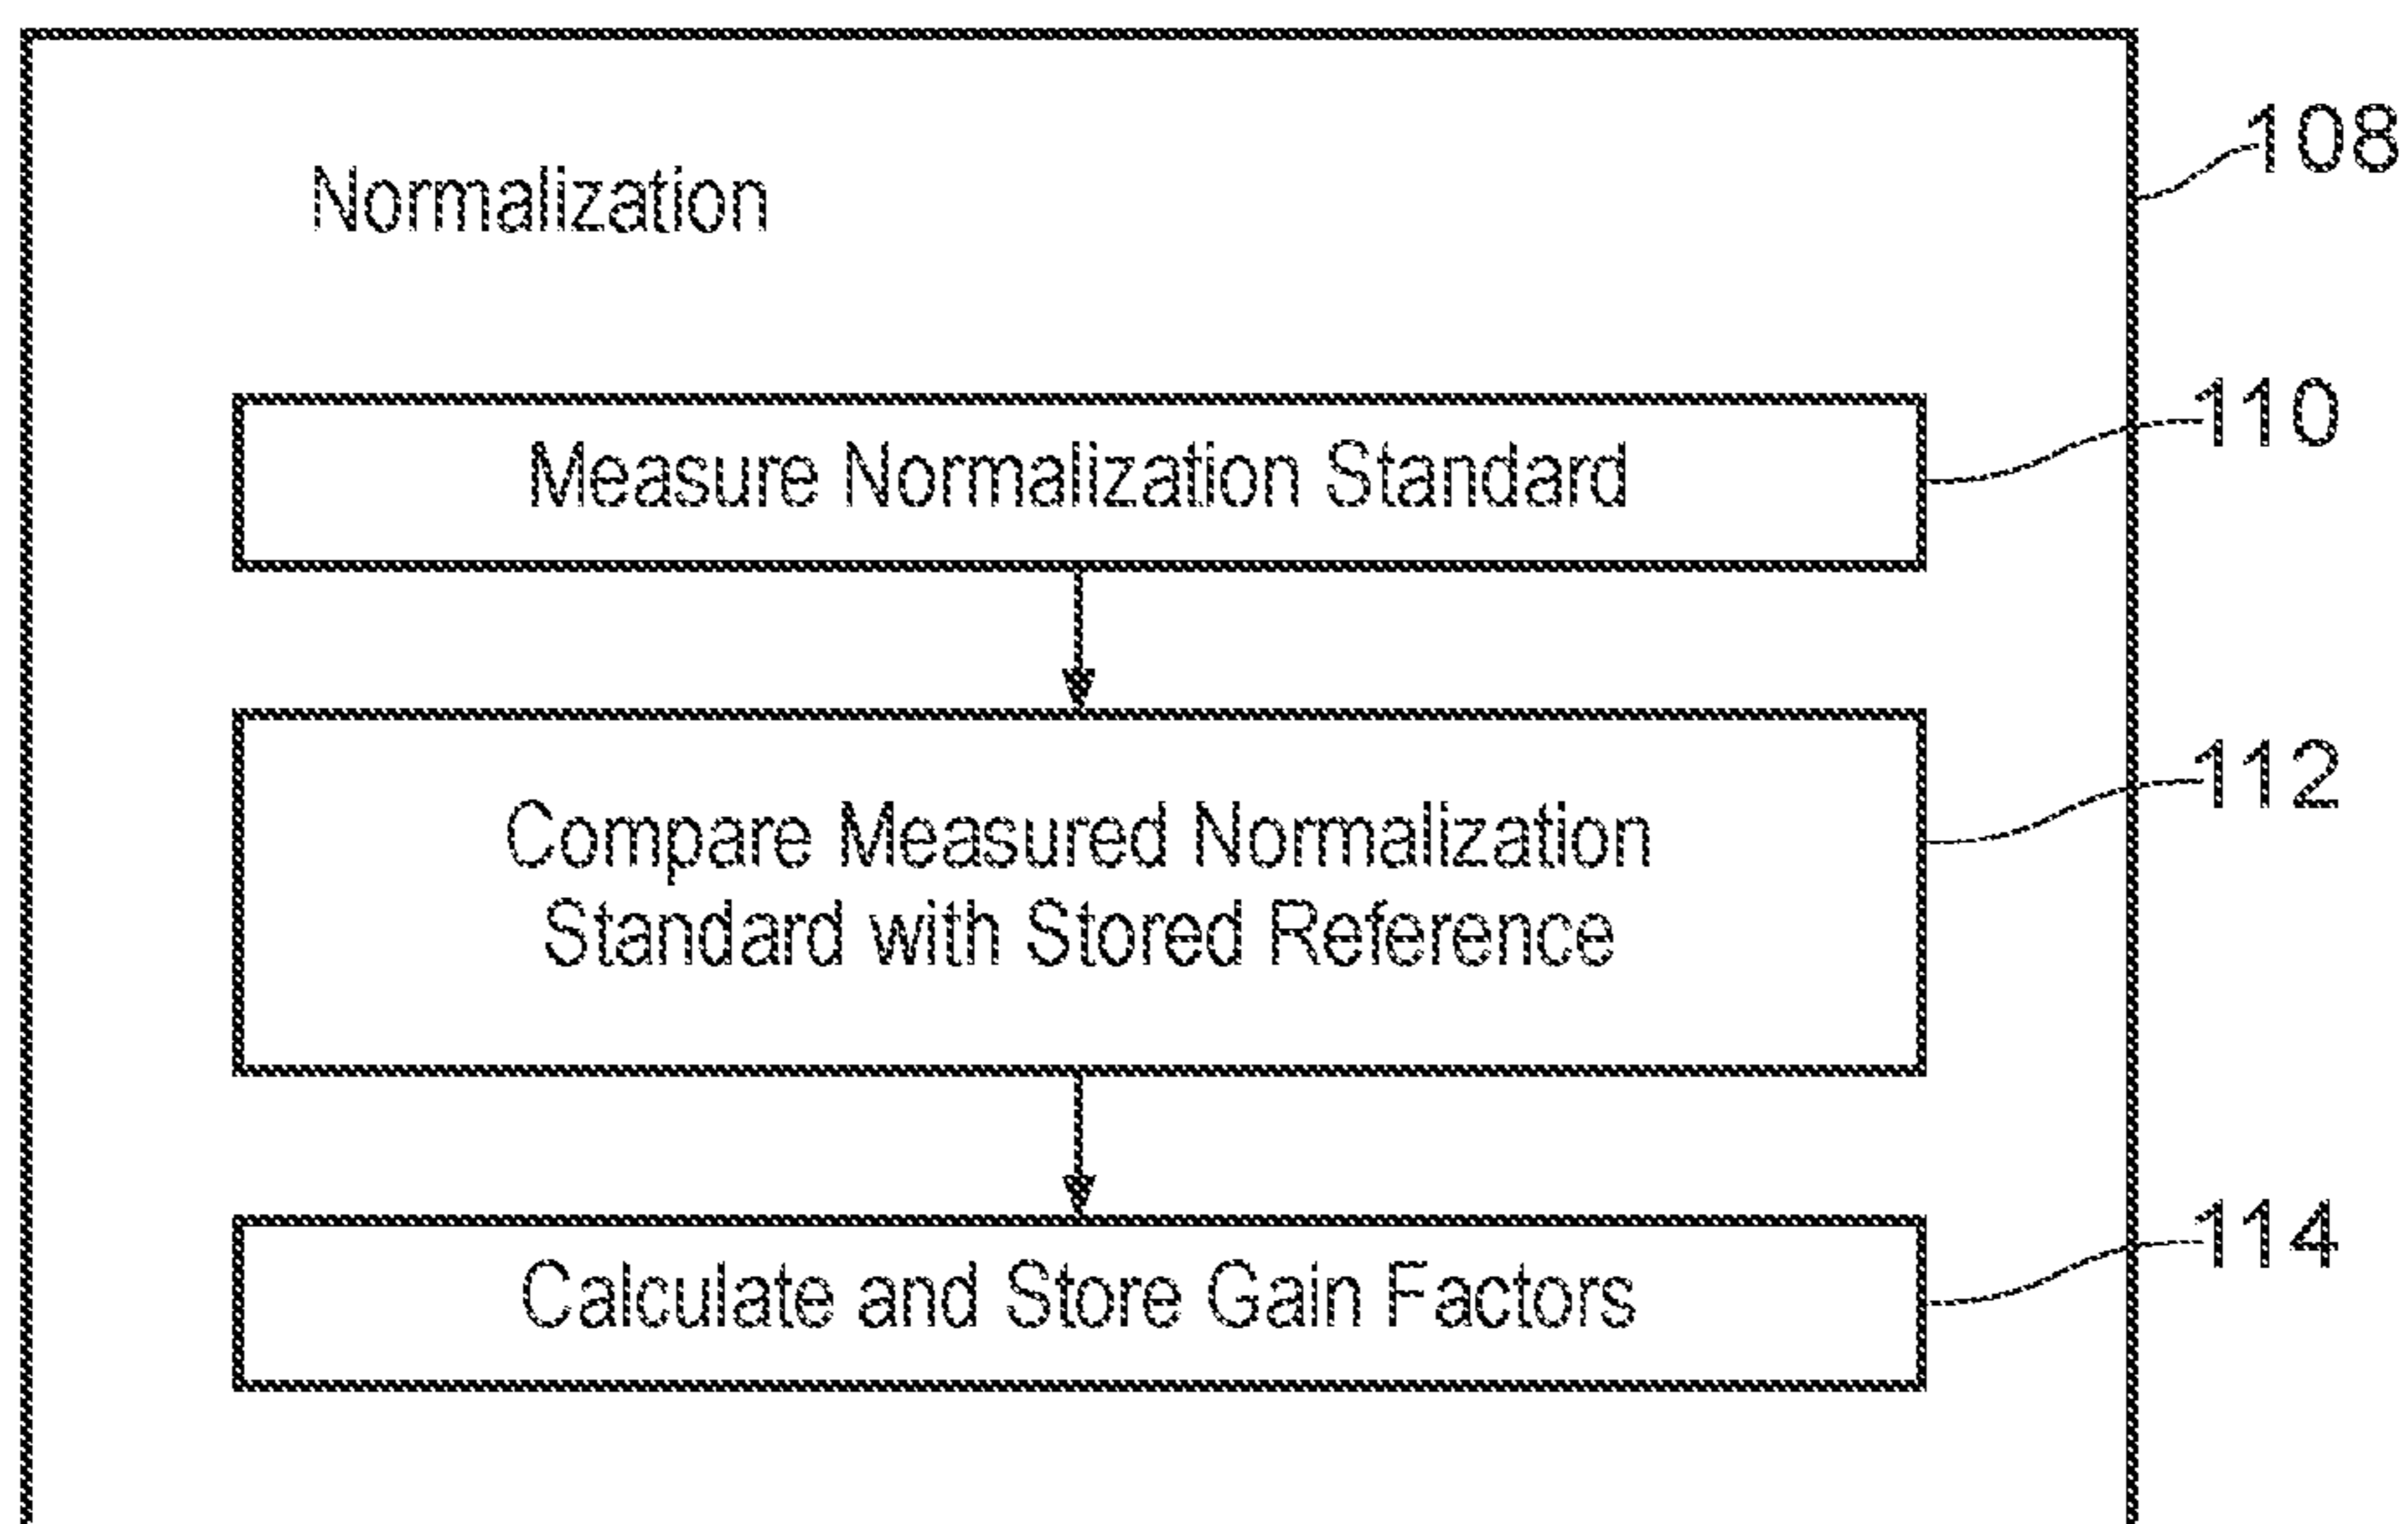 108
Normalization
110
Measure Normalization Standard
112
Compare Measured Normalization
Standard with Stored Reference
114
Calculate and Store Gain Factors